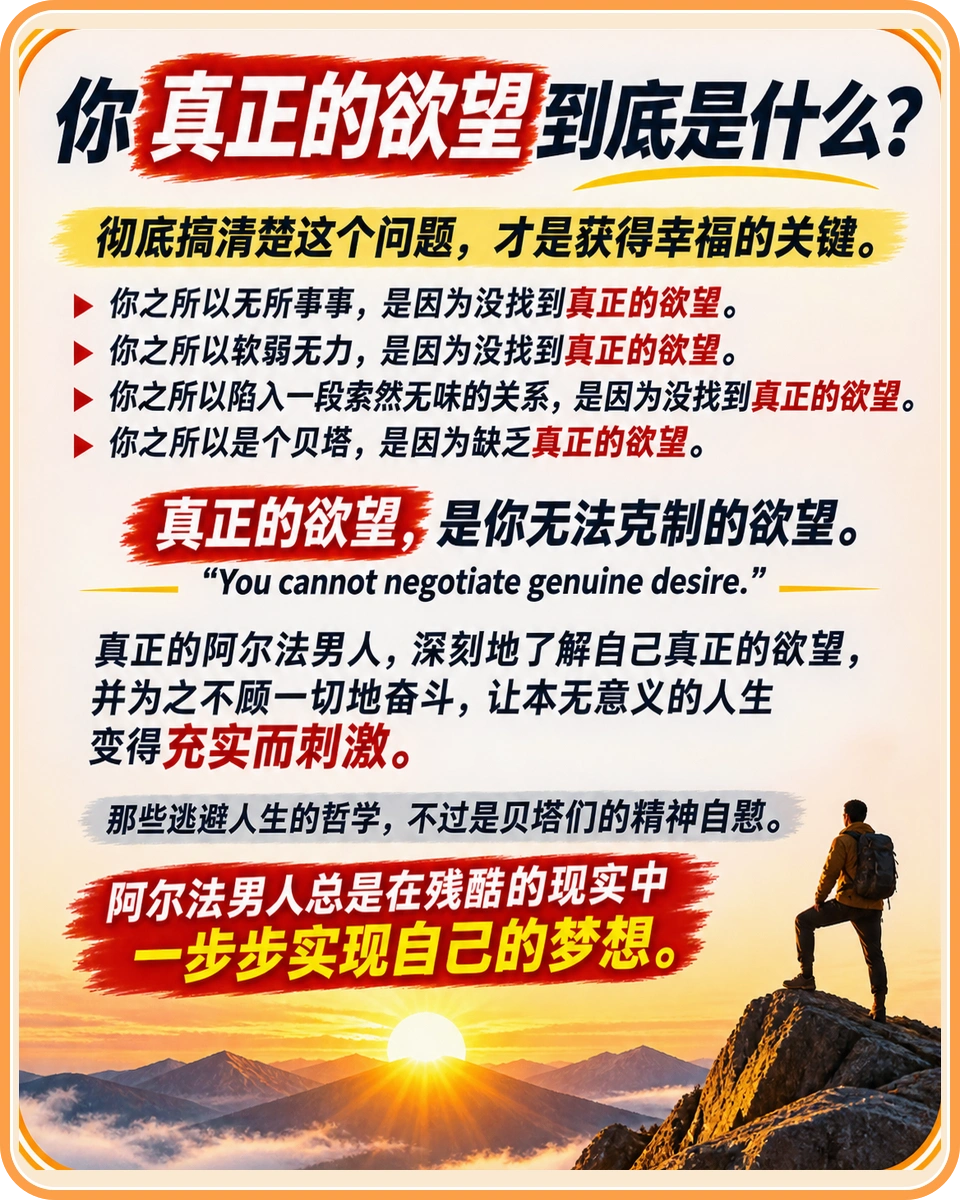 你真正的欲望到底是什么?
彻底搞清楚这个问题，才是获得幸福的关键。
你之所以无所事事，是因为没找到真正的欲望。
你之所以软弱无力，是因为没找到真正的欲望。
你之所以陷入一段索然无味的关系，是因为没找到真正的欲望。
你之所以是个贝塔，是因为缺乏真正的欲望。
真正的欲望，是你无法克制的欲望。
“You cannot negotiate genuine desire.”
真正的阿尔法男人，深刻地了解自己真正的欲望，
并为之不顾一切地奋斗，让本无意义的人生
变得充实而刺激。
那些逃避人生的哲学，不过是贝塔们的精神自慰。
阿尔法男人总是在残酷的现实中
一步步实现自己的梦想。